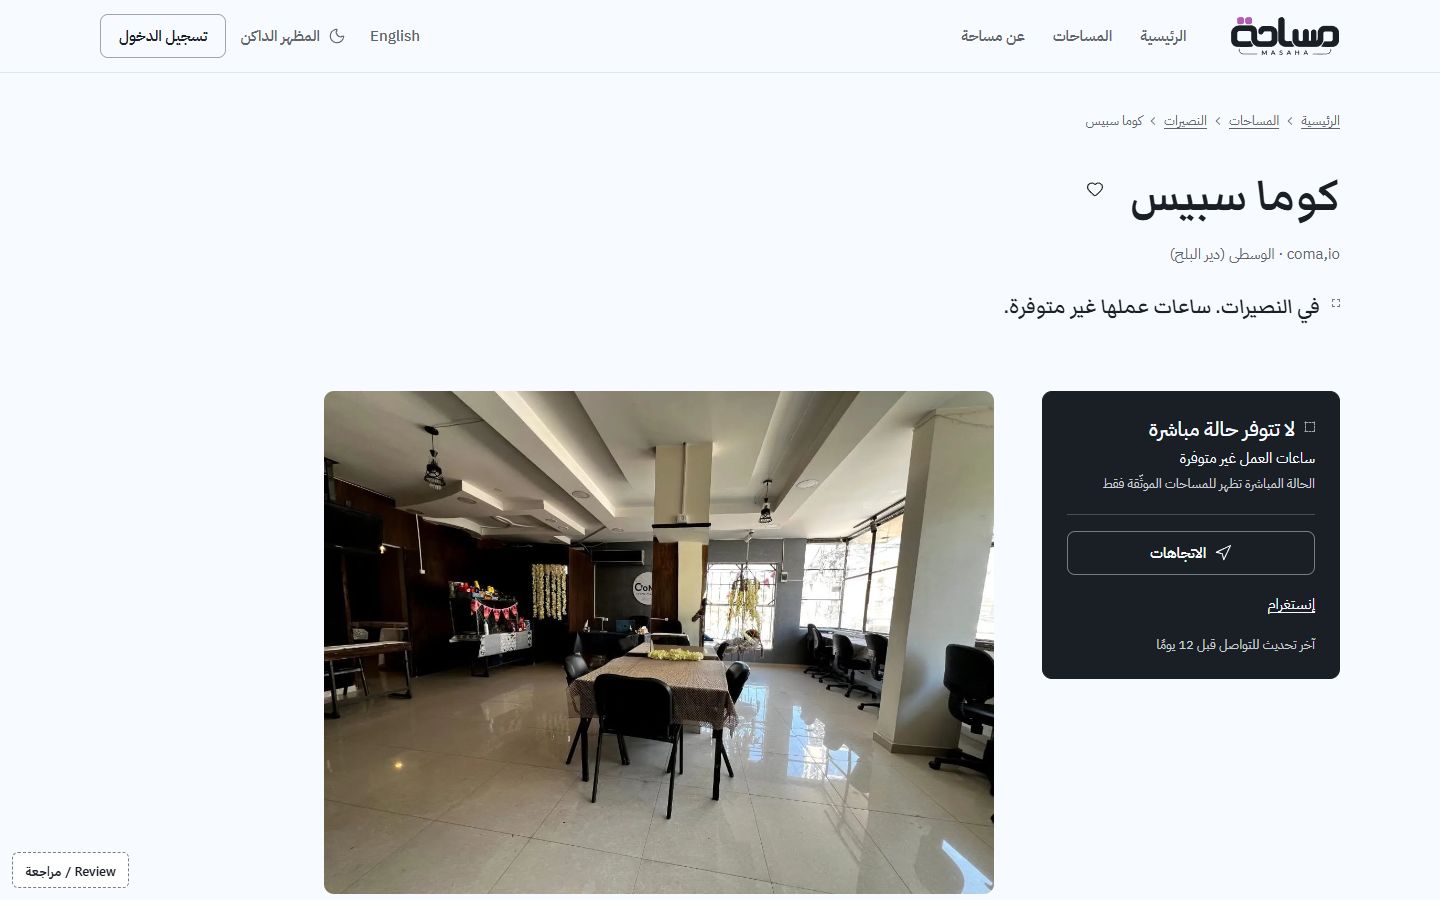 مساحة
MASAHA
الرئيسية
المساحات
عن مساحة
English
المظهر الداكن
تسجيل الدخول
الرئيسية › المساحات › النصيرات › كوما سبيس
كوما سبيس
coma,io · الوسطى (دير البلح)
في النصيرات. ساعات عملها غير متوفرة.
لا تتوفر حالة مباشرة
ساعات العمل غير متوفرة
الحالة المباشرة تظهر للمساحات الموثّقة فقط
الاتجاهات
إنستغرام
آخر تحديث للتواصل قبل 12 يومًا
مراجعة / Review